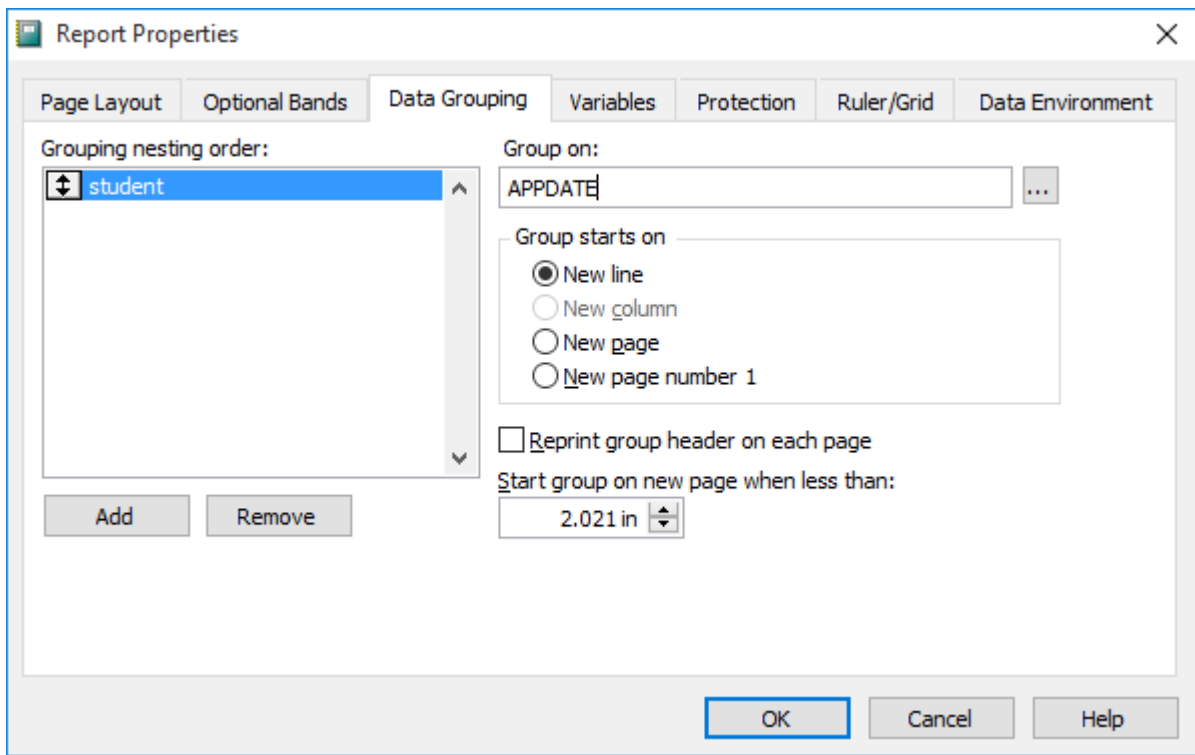 Report Properties
Page Layout Optional Bands Data Grouping Variables Protection Ruler/Grid Data Environment
Grouping nesting order:
student
Group on:
APPDATE
...
Group starts on
New line
New column
New page
New page number 1
Reprint group header on each page
Start group on new page when less than:
2.021 in
Add Remove
OK Cancel Help